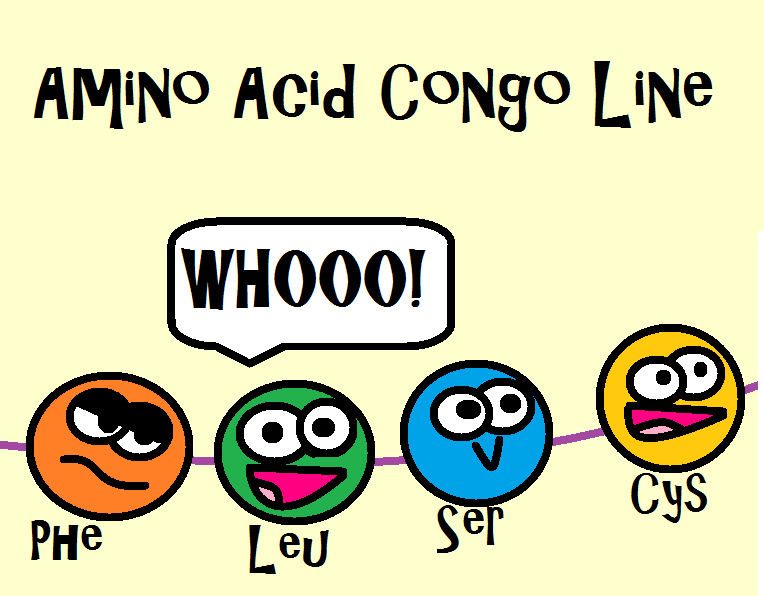 Amino Acid Congo Line
WHOOO!
Phe
Leu
Ser
Cys